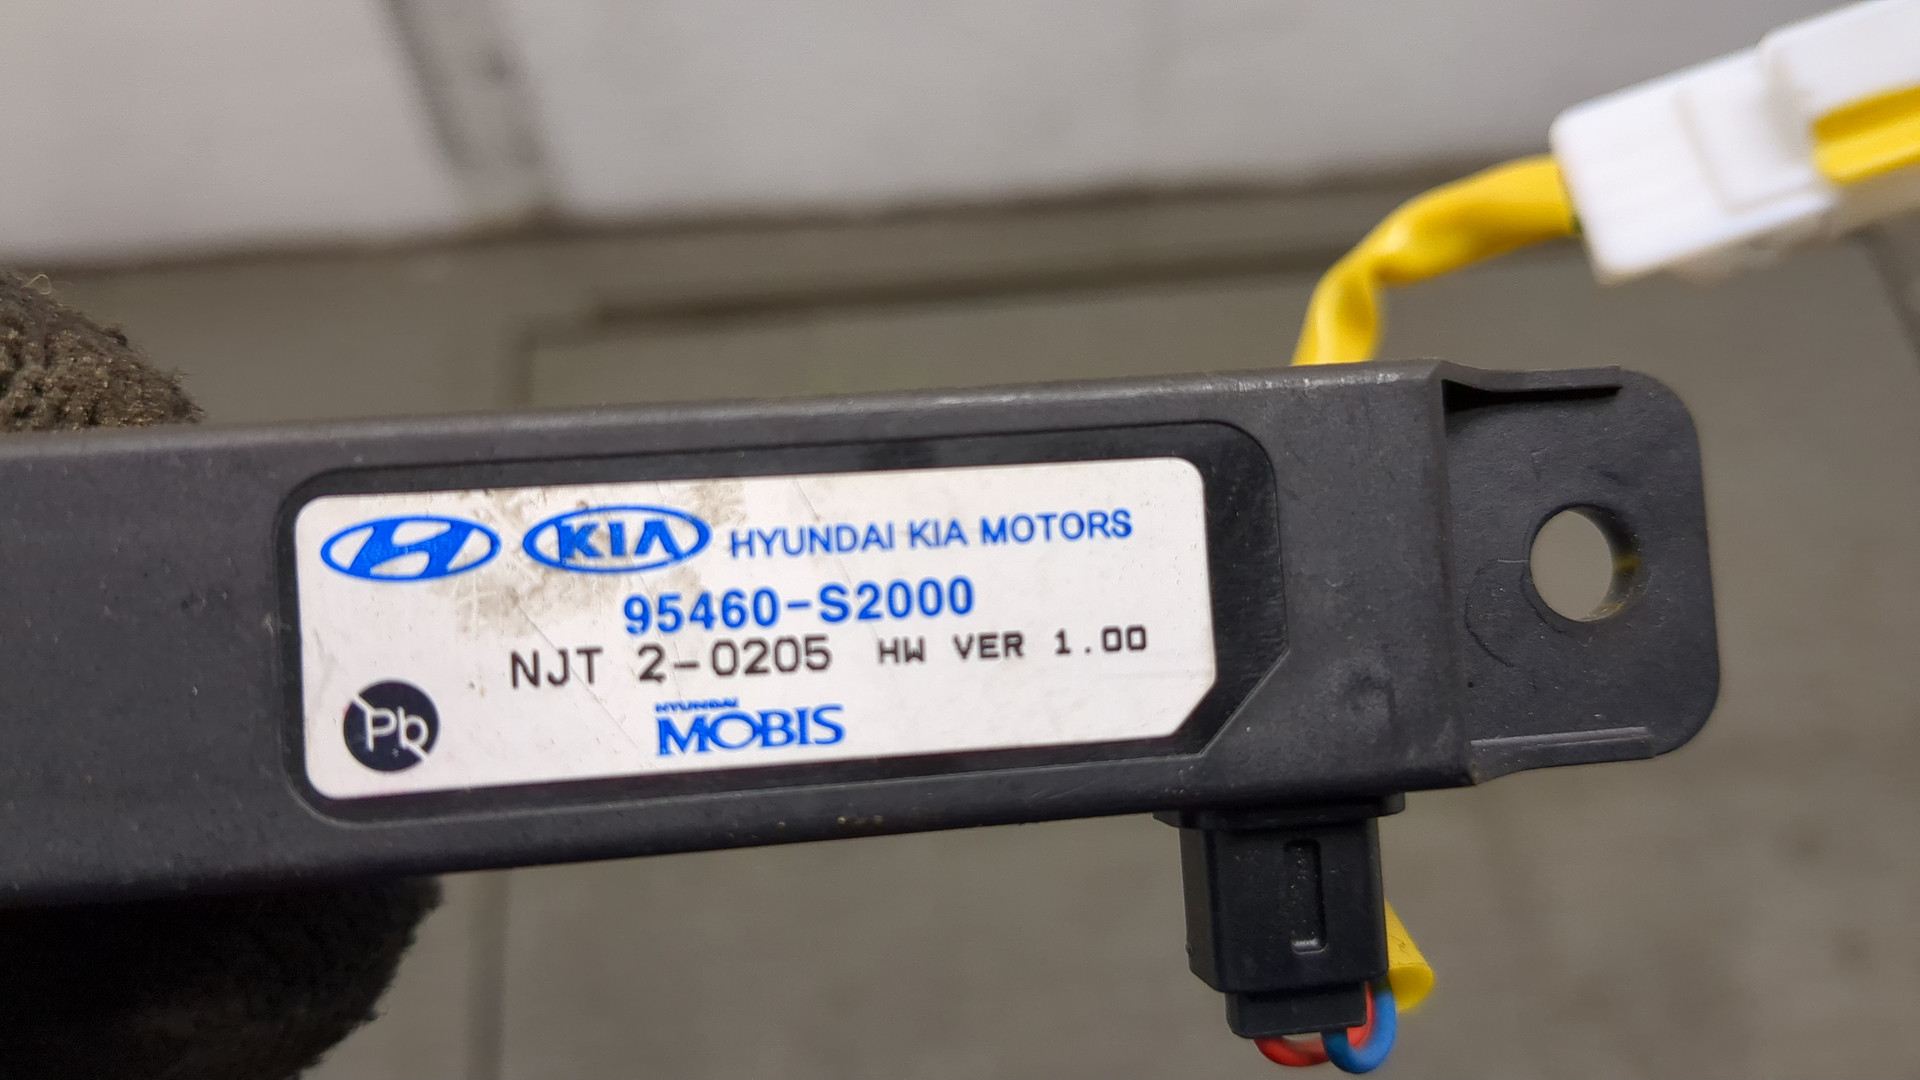 KIA HYUNDAI KIA MOTORS
95460-S2000
NJT 2-0205 HW VER 1.00
Pb
HYUNDAI
MOBIS